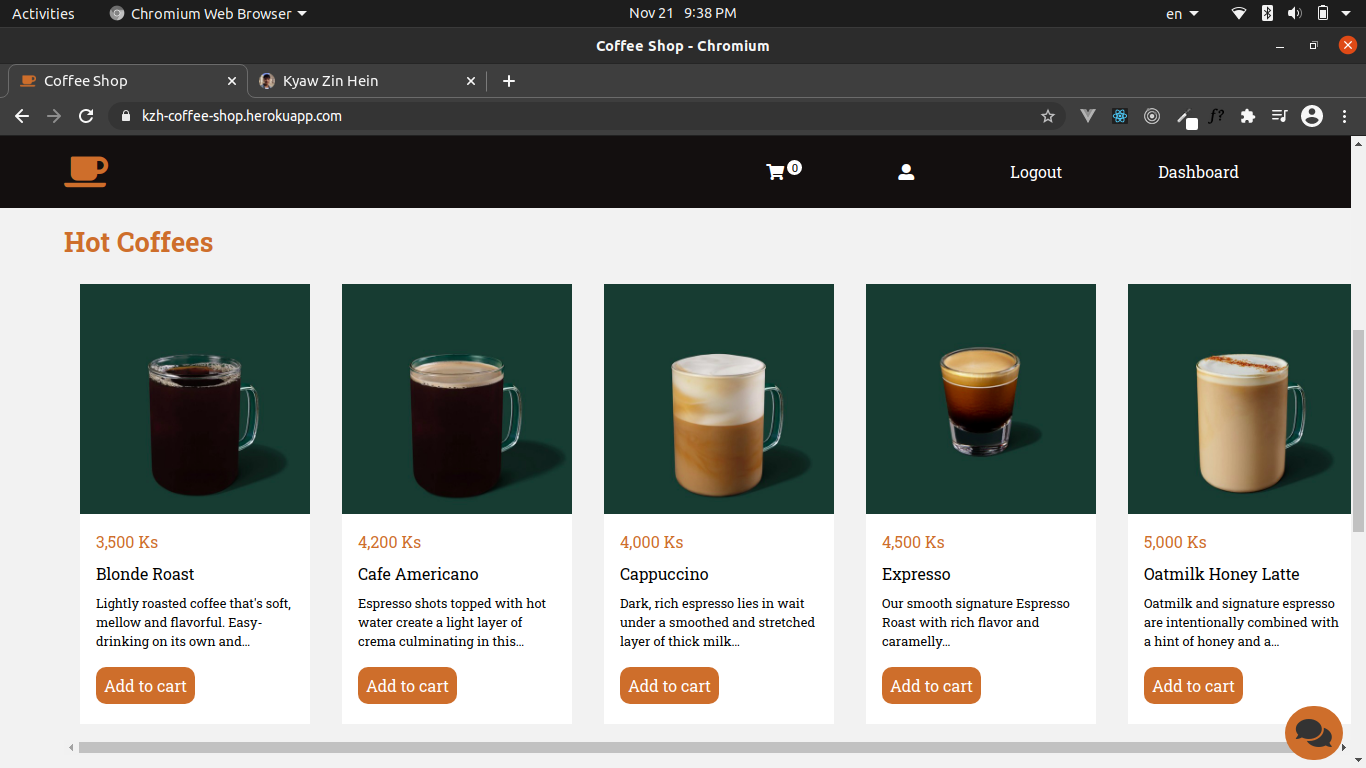 Activities
Chromium Web Browser
Nov 21 9:38 PM
en
Coffee Shop - Chromium
Coffee Shop
Kyaw Zin Hein
kzh-coffee-shop.herokuapp.com
f?
0
Logout
Dashboard
Hot Coffees
3,500 Ks
Blonde Roast
Lightly roasted coffee that's soft,
mellow and flavorful. Easy-
drinking on its own and...
Add to cart
4,200 Ks
Cafe Americano
Espresso shots topped with hot
water create a light layer of
crema culminating in this...
Add to cart
4,000 Ks
Cappuccino
Dark, rich espresso lies in wait
under a smoothed and stretched
layer of thick milk...
Add to cart
4,500 Ks
Expresso
Our smooth signature Espresso
Roast with rich flavor and
caramelly...
Add to cart
5,000 Ks
Oatmilk Honey Latte
Oatmilk and signature espresso
are intentionally combined with
a hint of honey and a...
Add to cart